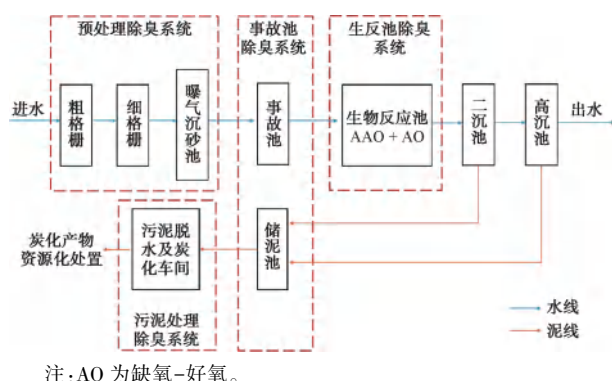 预处理除臭系统
事故池
除臭系统
生反池除臭
系统
进水
粗格栅
细格栅
曝气沉砂池
事故池
生物反应池
AAO + AO
二沉池
高沉池
出水
炭化产物
资源化处置
污泥脱
水及炭
化车间
储泥池
污泥处理
除臭系统
水线
泥线
注:AO 为缺氧-好氧。